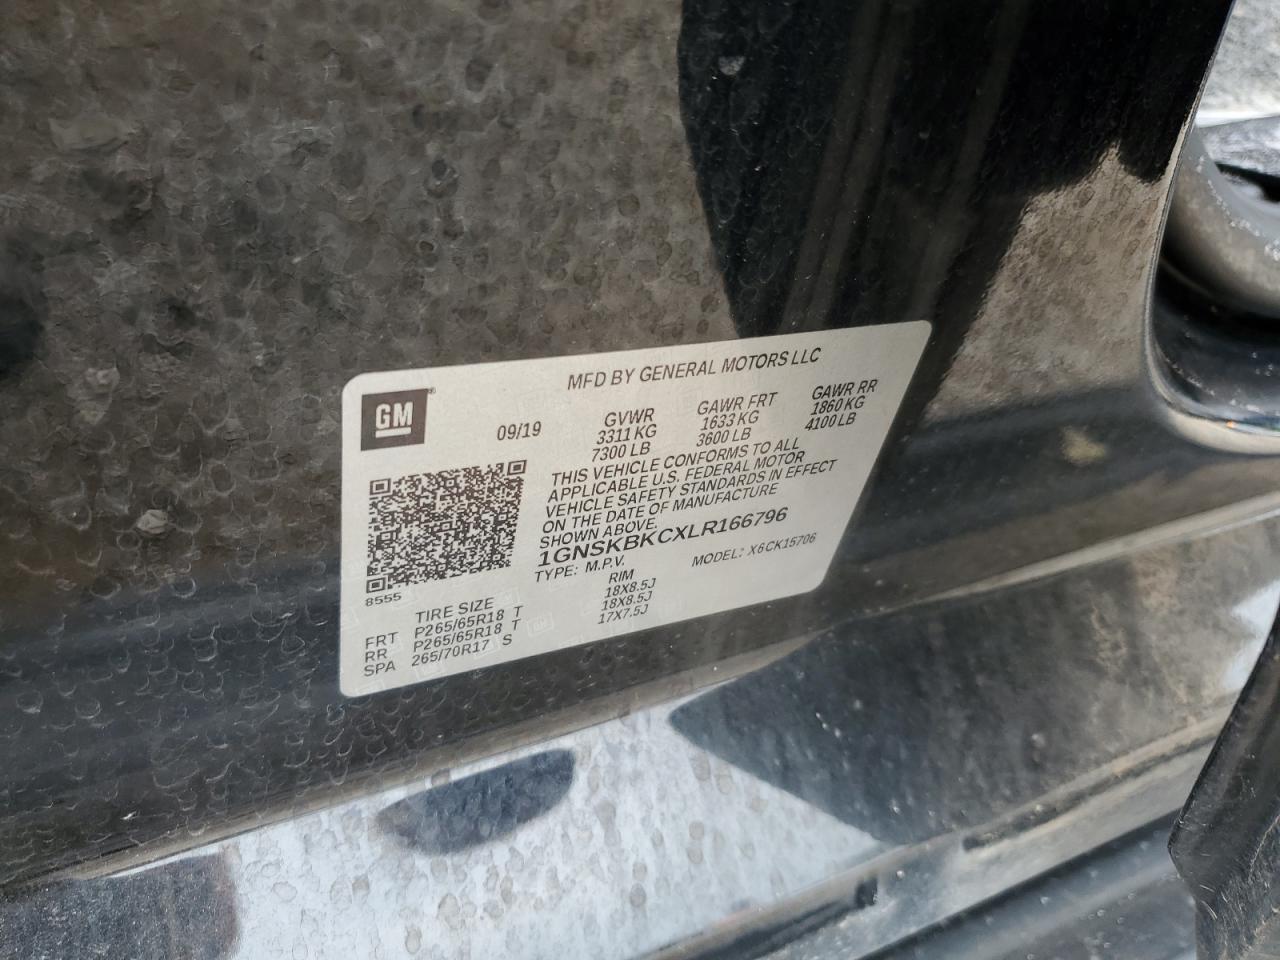 MFD BY GENERAL MOTORS LLC
GM
09/19
GVWR GAWR FRT GAWR RR
3311 KG 1633 KG 1860 KG
7300 LB 3600 LB 4100 LB
THIS VEHICLE CONFORMS TO ALL
APPLICABLE U.S. FEDERAL MOTOR
VEHICLE SAFETY STANDARDS IN EFFECT
ON THE DATE OF MANUFACTURE
SHOWN ABOVE.
1GNSKBKCXLR166796
TYPE: M.P.V. MODEL: X6CK15706
8555
TIRE SIZE RIM
FRT P265/65R18 T 18X8.5J
RR P265/65R18 T 18X8.5J
SPA 265/70R17 S 17X7.5J